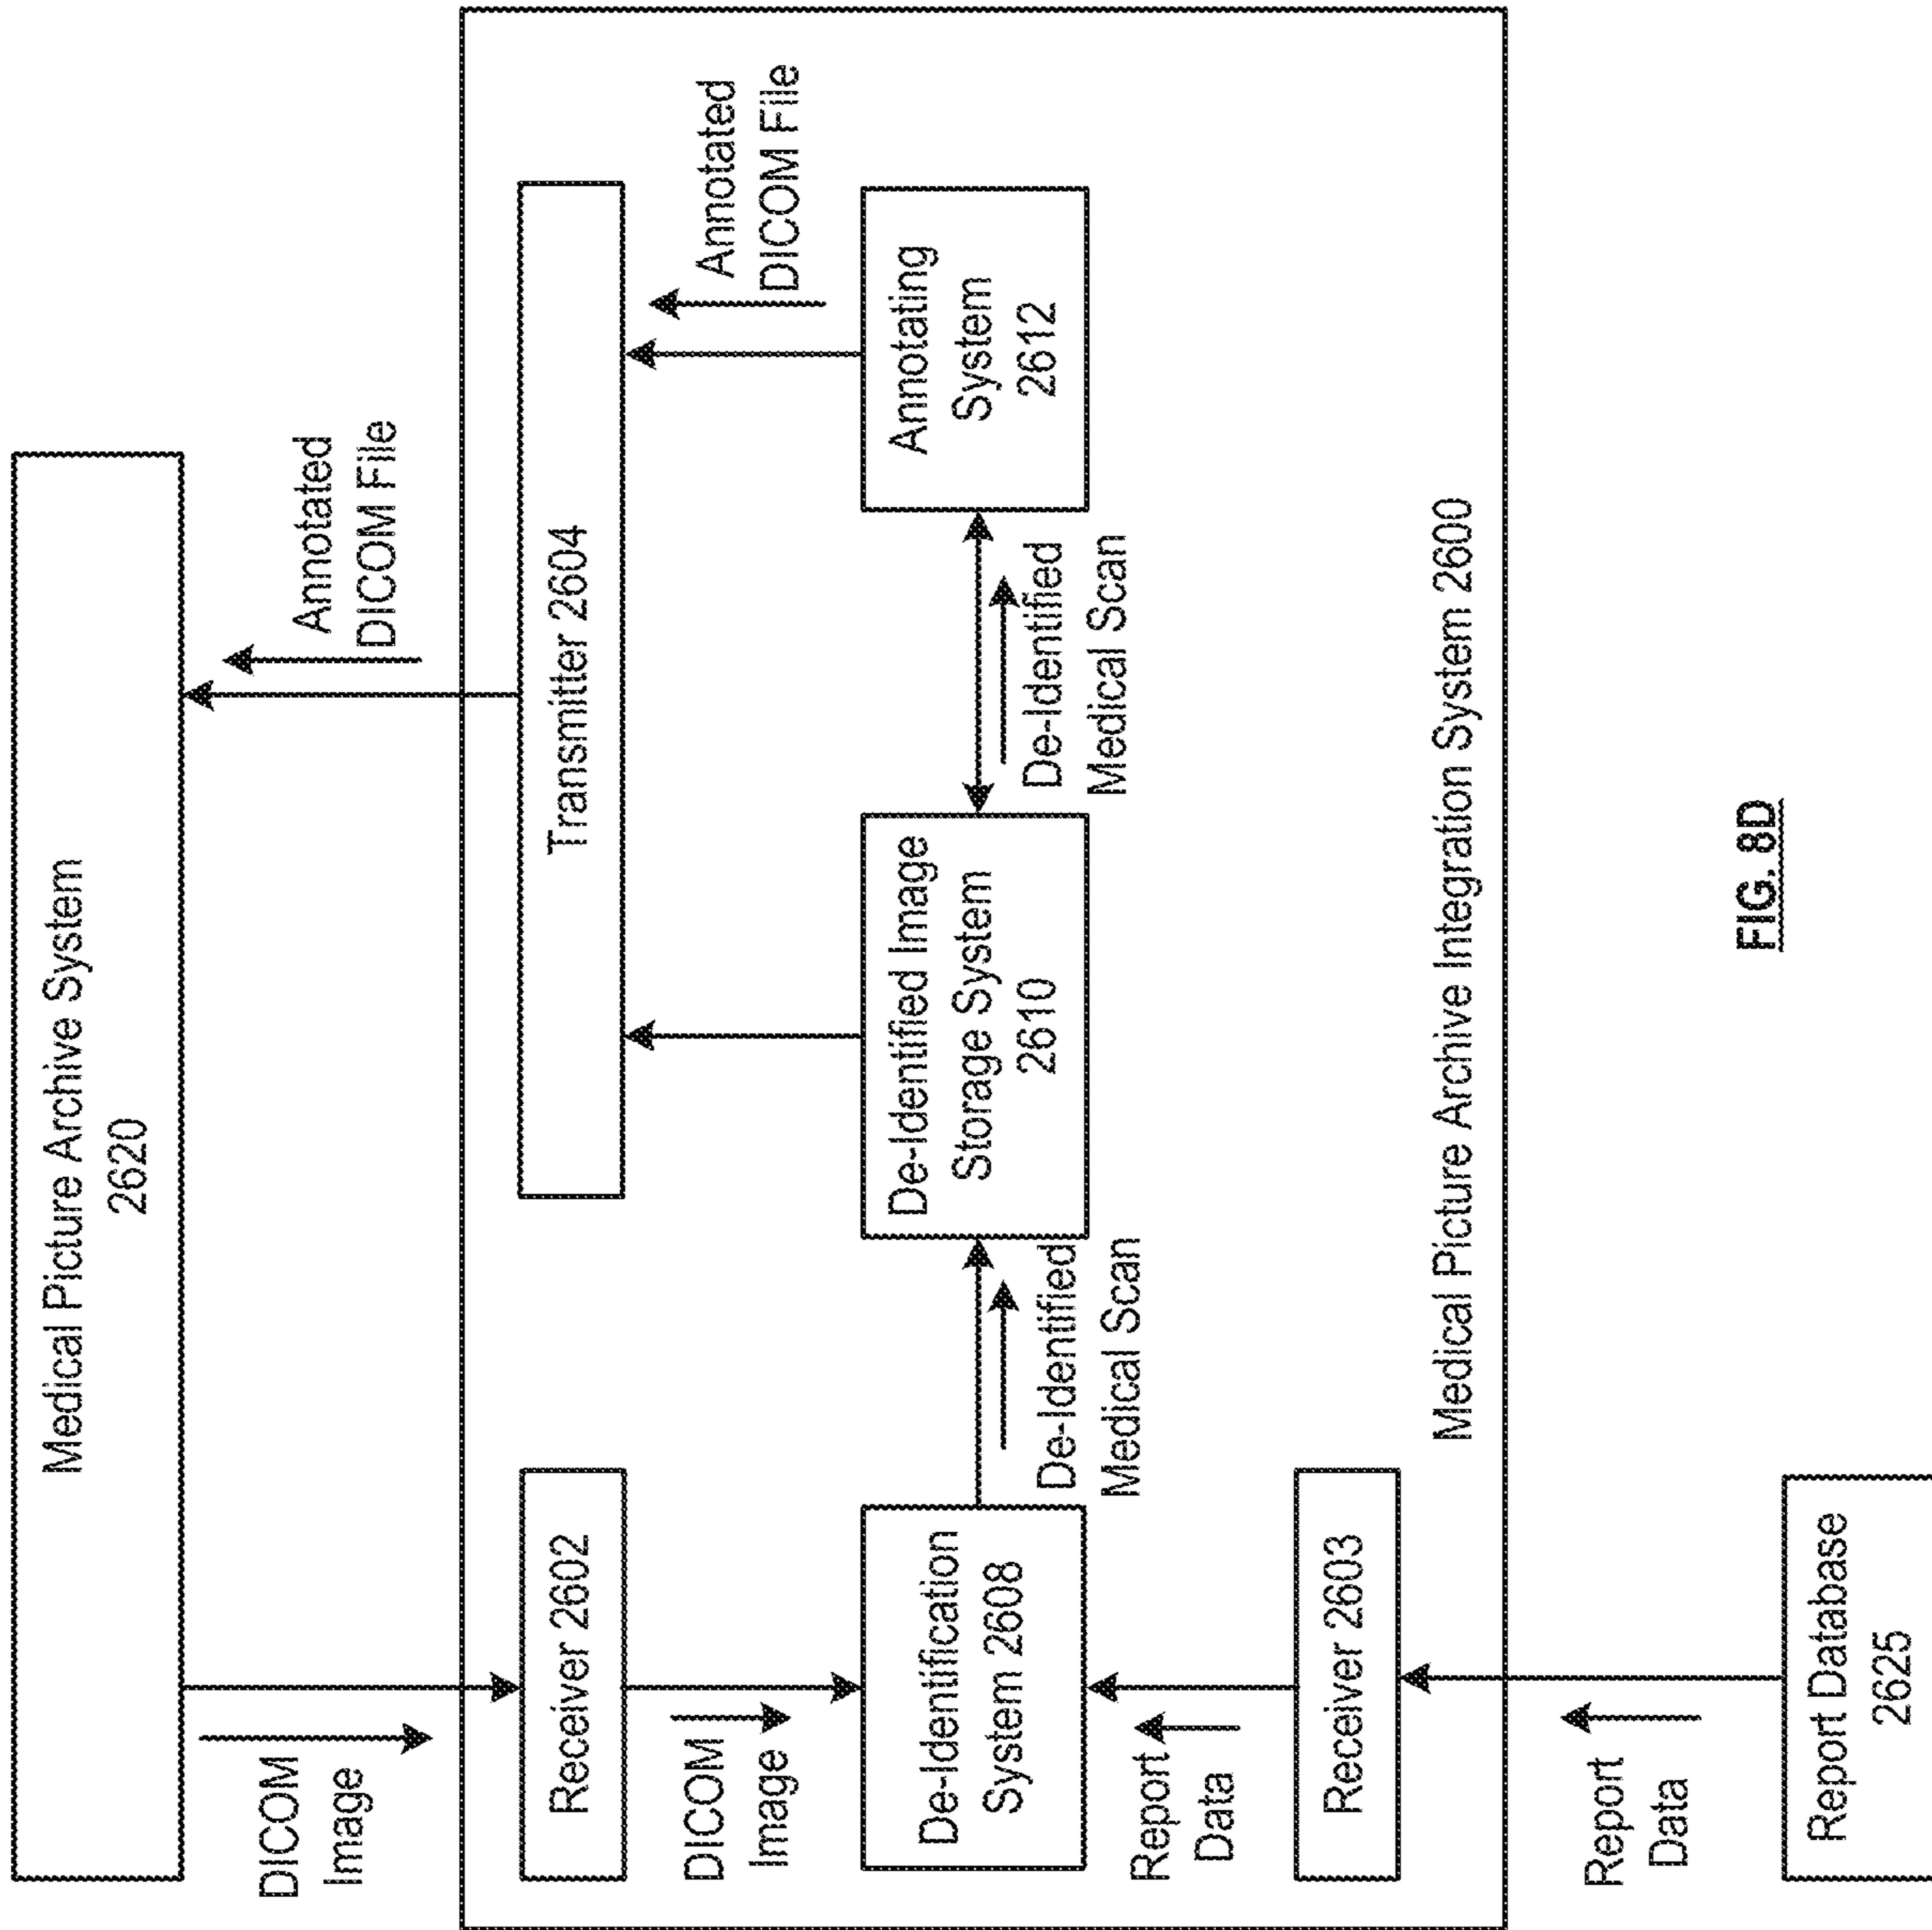 Medical Picture Archive System
2620
DICOM
Image
Annotated
DICOM File
Receiver 2602
Transmitter 2604
DICOM
Image
Annotated
DICOM File
De-Identification
System 2608
De-Identified Image
Storage System
2610
Annotating
System
2612
De-Identified
Medical Scan
De-Identified
Medical Scan
Report
Data
Receiver 2603
Medical Picture Archive Integration System 2600
Report
Data
Report Database
2625
FIG. 8D